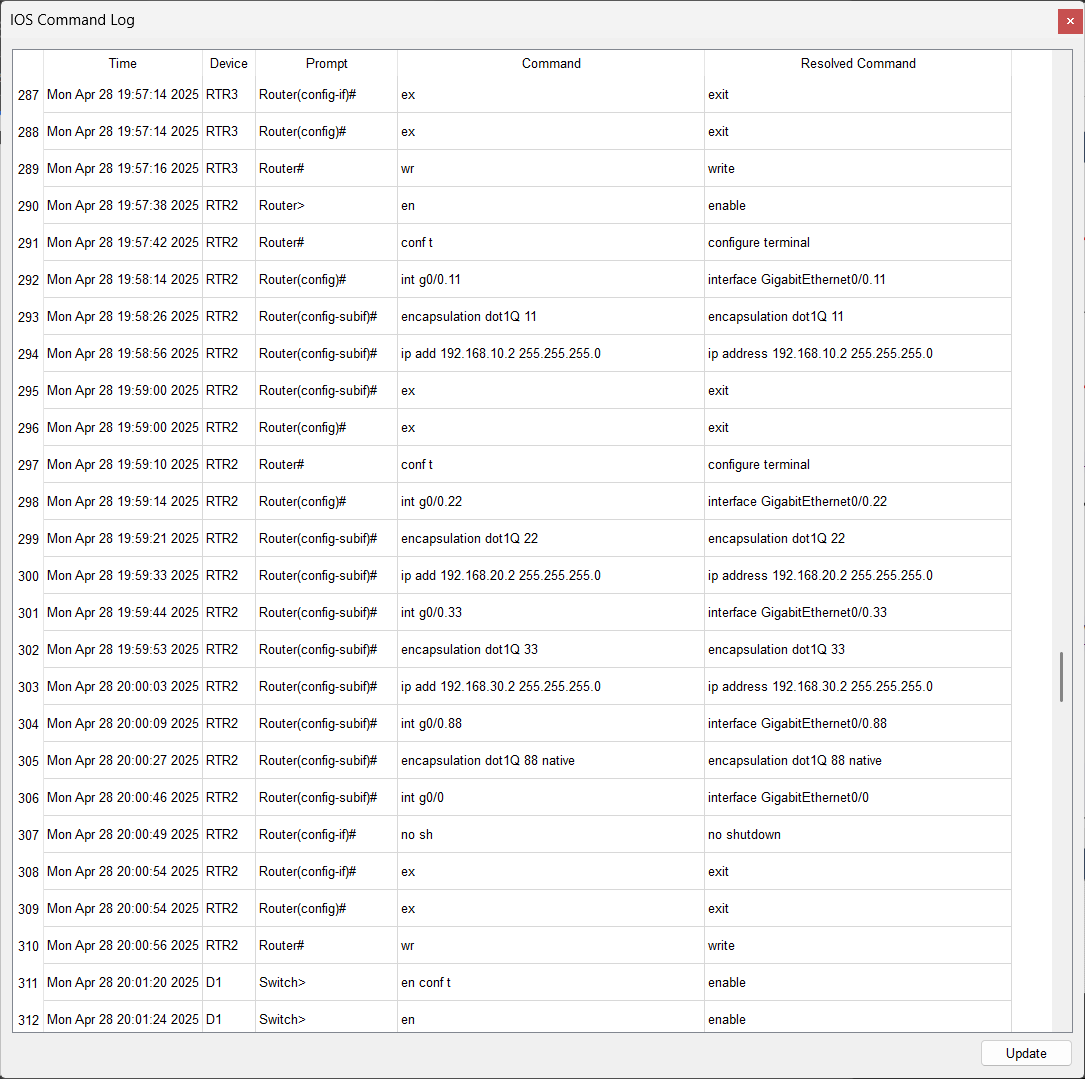 IOS Command Log
Time Device Prompt Command Resolved Command
287 Mon Apr 28 19:57:14 2025 RTR3 Router(config-if)# ex exit
288 Mon Apr 28 19:57:14 2025 RTR3 Router(config)# ex exit
289 Mon Apr 28 19:57:16 2025 RTR3 Router# wr write
290 Mon Apr 28 19:57:38 2025 RTR2 Router> en enable
291 Mon Apr 28 19:57:42 2025 RTR2 Router# conf t configure terminal
292 Mon Apr 28 19:58:14 2025 RTR2 Router(config)# int g0/0.11 interface GigabitEthernet0/0.11
293 Mon Apr 28 19:58:26 2025 RTR2 Router(config-subif)# encapsulation dot1Q 11 encapsulation dot1Q 11
294 Mon Apr 28 19:58:56 2025 RTR2 Router(config-subif)# ip add 192.168.10.2 255.255.255.0 ip address 192.168.10.2 255.255.255.0
295 Mon Apr 28 19:59:00 2025 RTR2 Router(config-subif)# ex exit
296 Mon Apr 28 19:59:00 2025 RTR2 Router(config)# ex exit
297 Mon Apr 28 19:59:10 2025 RTR2 Router# conf t configure terminal
298 Mon Apr 28 19:59:14 2025 RTR2 Router(config)# int g0/0.22 interface GigabitEthernet0/0.22
299 Mon Apr 28 19:59:21 2025 RTR2 Router(config-subif)# encapsulation dot1Q 22 encapsulation dot1Q 22
300 Mon Apr 28 19:59:33 2025 RTR2 Router(config-subif)# ip add 192.168.20.2 255.255.255.0 ip address 192.168.20.2 255.255.255.0
301 Mon Apr 28 19:59:44 2025 RTR2 Router(config-subif)# int g0/0.33 interface GigabitEthernet0/0.33
302 Mon Apr 28 19:59:53 2025 RTR2 Router(config-subif)# encapsulation dot1Q 33 encapsulation dot1Q 33
303 Mon Apr 28 20:00:03 2025 RTR2 Router(config-subif)# ip add 192.168.30.2 255.255.255.0 ip address 192.168.30.2 255.255.255.0
304 Mon Apr 28 20:00:09 2025 RTR2 Router(config-subif)# int g0/0.88 interface GigabitEthernet0/0.88
305 Mon Apr 28 20:00:27 2025 RTR2 Router(config-subif)# encapsulation dot1Q 88 native encapsulation dot1Q 88 native
306 Mon Apr 28 20:00:46 2025 RTR2 Router(config-subif)# int g0/0 interface GigabitEthernet0/0
307 Mon Apr 28 20:00:49 2025 RTR2 Router(config-if)# no sh no shutdown
308 Mon Apr 28 20:00:54 2025 RTR2 Router(config-if)# ex exit
309 Mon Apr 28 20:00:54 2025 RTR2 Router(config)# ex exit
310 Mon Apr 28 20:00:56 2025 RTR2 Router# wr write
311 Mon Apr 28 20:01:20 2025 D1 Switch> en conf t enable
312 Mon Apr 28 20:01:24 2025 D1 Switch> en enable
Update